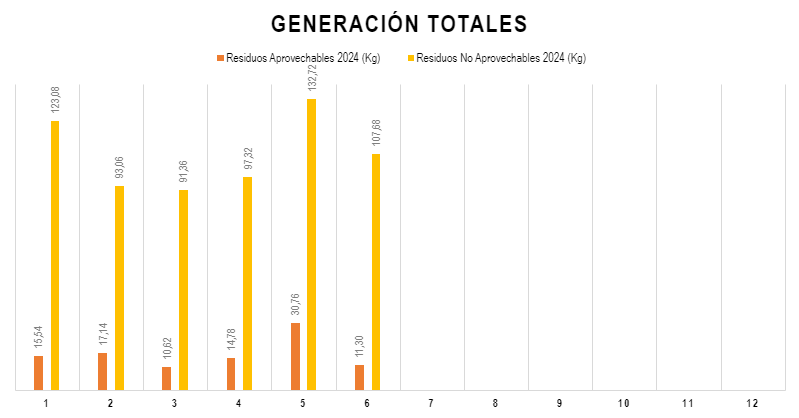 GENERACIÓN TOTALES
Residuos Aprovechables 2024 (Kg) Residuos No Aprovechables 2024 (Kg)
15,54 123,08 17,14 93,06 10,62 91,36 14,78 97,32 30,76 132,72 11,30 107,68
1 2 3 4 5 6 7 8 9 10 11 12